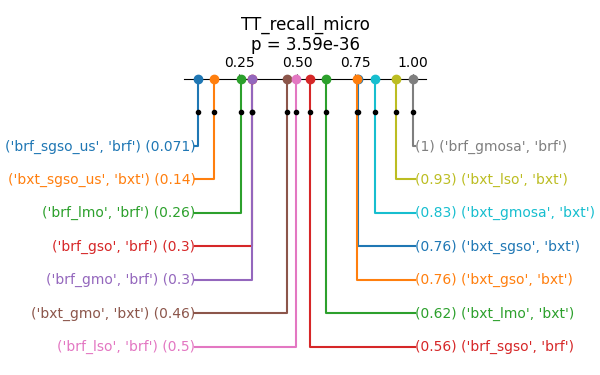 TT_recall_micro
p = 3.59e-36
0.25 0.50 0.75 1.00
('brf_sgso_us', 'brf') (0.071) (1) ('brf_gmosa', 'brf')
('bxt_sgso_us', 'bxt') (0.14) (0.93) ('bxt_lso', 'bxt')
('brf_lmo', 'brf') (0.26) (0.83) ('bxt_gmosa', 'bxt')
('brf_gso', 'brf') (0.3) (0.76) ('bxt_sgso', 'bxt')
('brf_gmo', 'brf') (0.3) (0.76) ('bxt_gso', 'bxt')
('bxt_gmo', 'bxt') (0.46) (0.62) ('bxt_lmo', 'bxt')
('brf_lso', 'brf') (0.5) (0.56) ('brf_sgso', 'brf')